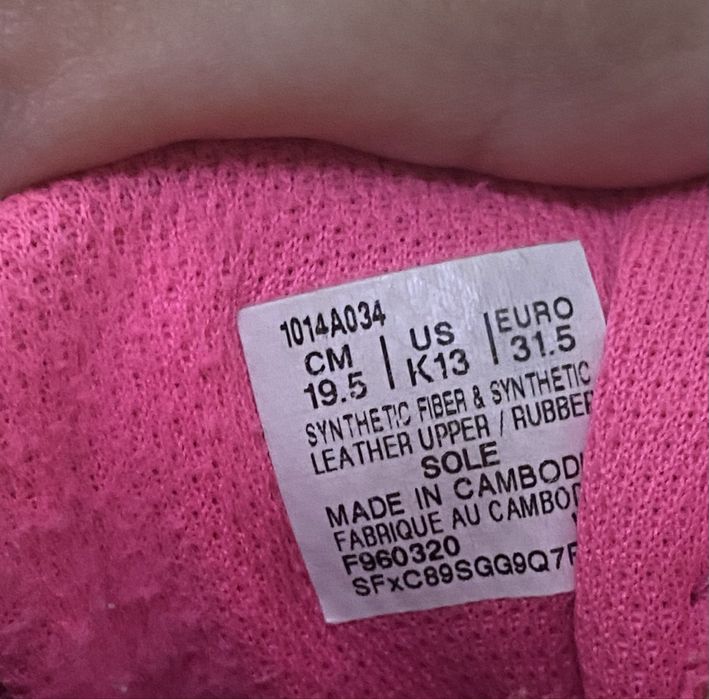 1014A034
CM | US | EURO
19.5 | K13 | 31.5
SYNTHETIC FIBER & SYNTHETIC
LEATHER UPPER / RUBBER
SOLE
MADE IN CAMBODI
FABRIQUE AU CAMBOD
F960320
SFxC89SGG9Q7